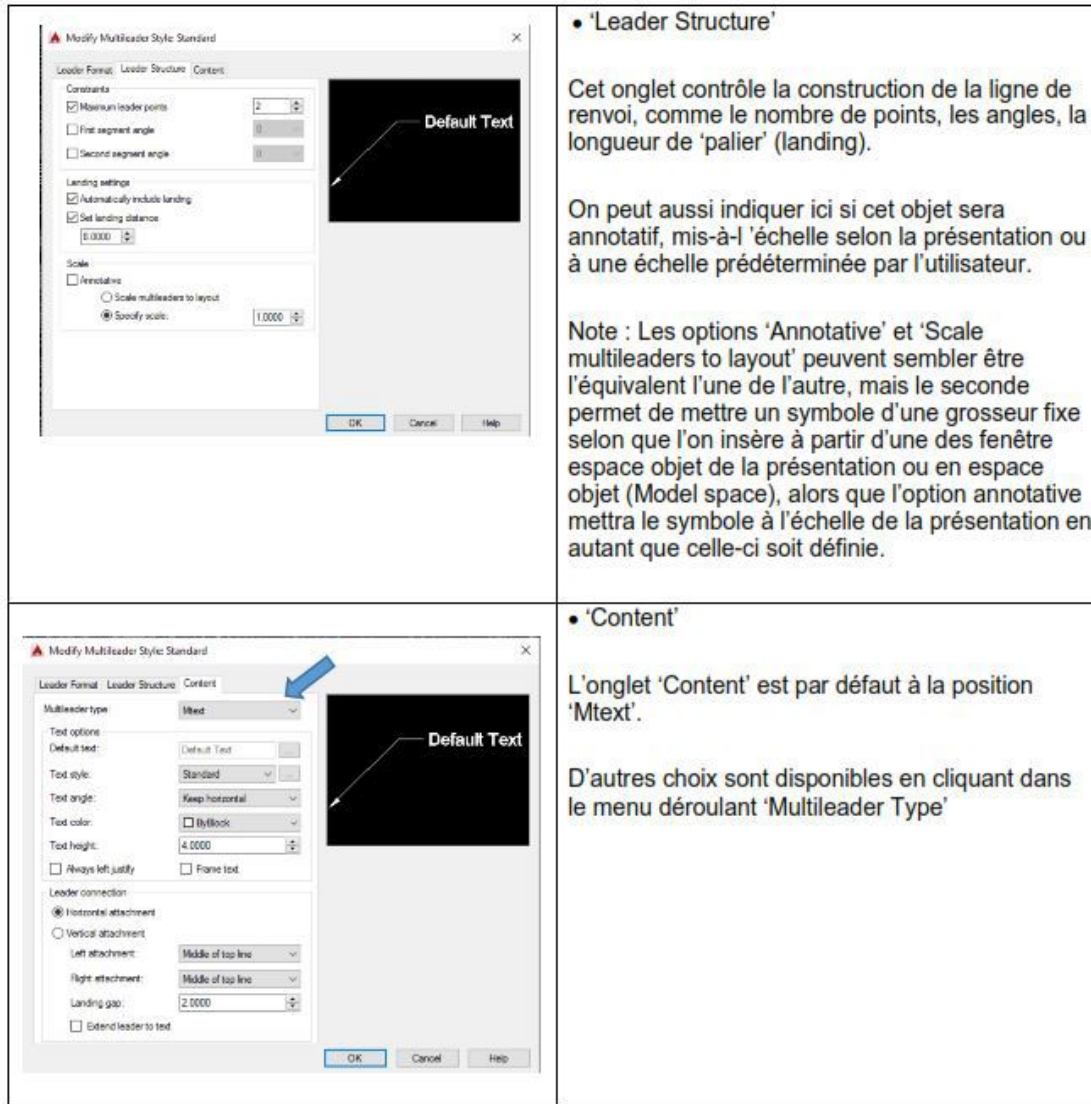 Modify Multileader Style: Standard
Leader Format Leader Structure Content
Constraints
Maximum leader points 2
First segment angle 0
Second segment angle 0
Landing settings
Automatically include landing
Set landing distance
8.0000
Scale
Annotative
Scale multileaders to layout
Specify scale: 1.0000
Default Text
OK Cancel Help
• ‘Leader Structure’
Cet onglet contrôle la construction de la ligne de
renvoi, comme le nombre de points, les angles, la
longueur de ‘palier’ (landing).
On peut aussi indiquer ici si cet objet sera
annotatif, mis-à-l ’échelle selon la présentation ou
à une échelle prédéterminée par l’utilisateur.
Note : Les options ‘Annotative’ et ‘Scale
multileaders to layout’ peuvent sembler être
l’équivalent l’une de l’autre, mais le seconde
permet de mettre un symbole d’une grosseur fixe
selon que l’on insère à partir d’une des fenêtre
espace objet de la présentation ou en espace
objet (Model space), alors que l’option annotative
mettra le symbole à l’échelle de la présentation en
autant que celle-ci soit définie.
Modify Multileader Style: Standard
Leader Format Leader Structure Content
Multileader type Mtext
Text options
Default text: Default Text ...
Text style: Standard ...
Text angle: Keep horizontal
Text color: ByBlock
Text height: 4.0000
Always left justify Frame text
Leader connection
Horizontal attachment
Vertical attachment
Left attachment: Middle of top line
Right attachment: Middle of top line
Landing gap: 2.0000
Extend leader to text
Default Text
OK Cancel Help
• ‘Content’
L’onglet ‘Content’ est par défaut à la position
‘Mtext’.
D’autres choix sont disponibles en cliquant dans
le menu déroulant ‘Multileader Type’